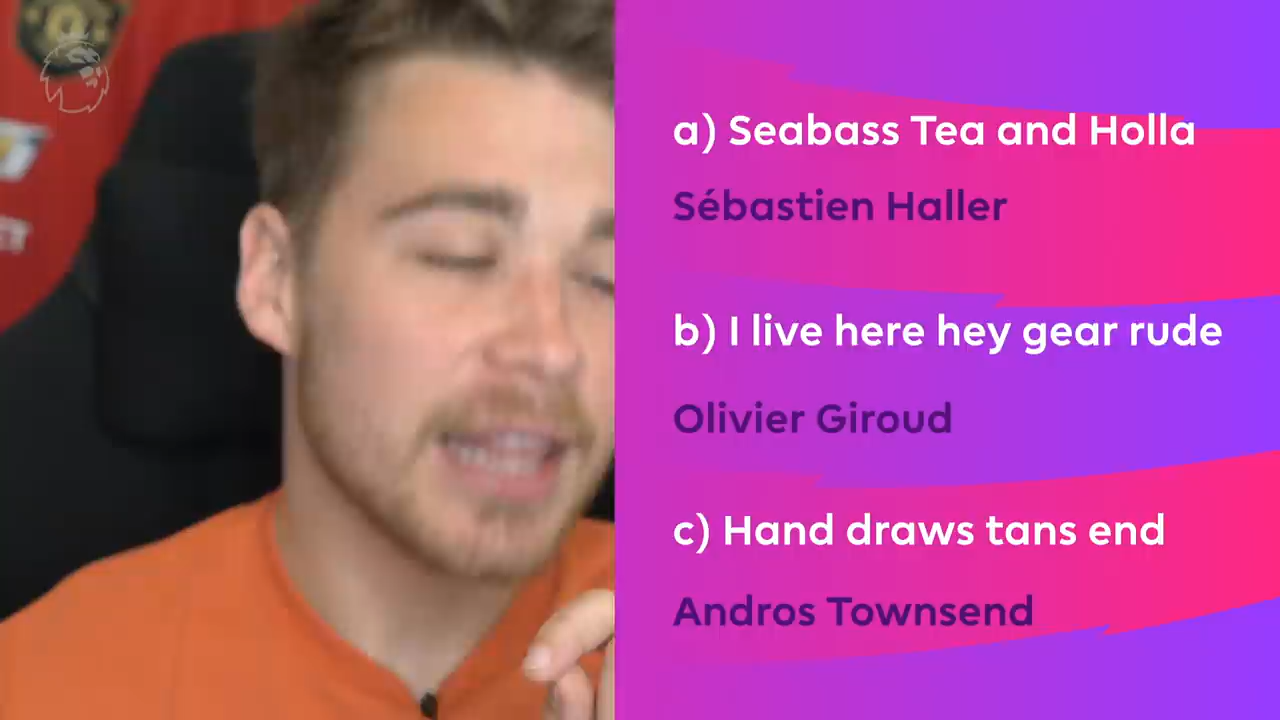 a) Seabass Tea and Holla
Sébastien Haller
b) I live here hey gear rude
Olivier Giroud
c) Hand draws tans end
Andros Townsend